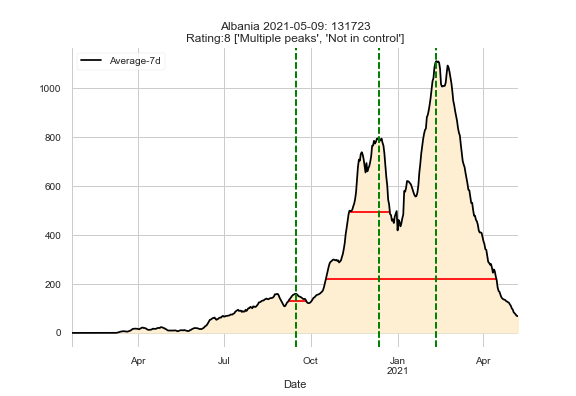 Albania 2021-05-09: 131723
Rating:8 ['Multiple peaks', 'Not in control']
Average-7d
1000
800
600
400
200
0
Apr Jul Oct Jan Apr
2021
Date